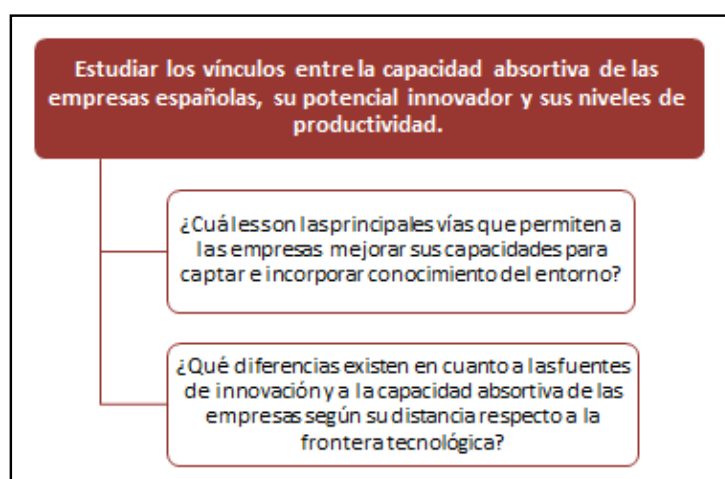 Estudiar los vínculos entre la capacidad absortiva de las
empresas españolas, su potencial innovador y sus niveles de
productividad.
¿Cuáles son las principales vías que permiten a
las empresas mejorar sus capacidades para
captar e incorporar conocimiento del entorno?
¿Qué diferencias existen en cuanto a las fuentes
de innovación y a la capacidad absortiva de las
empresas según su distancia respecto a la
frontera tecnológica?